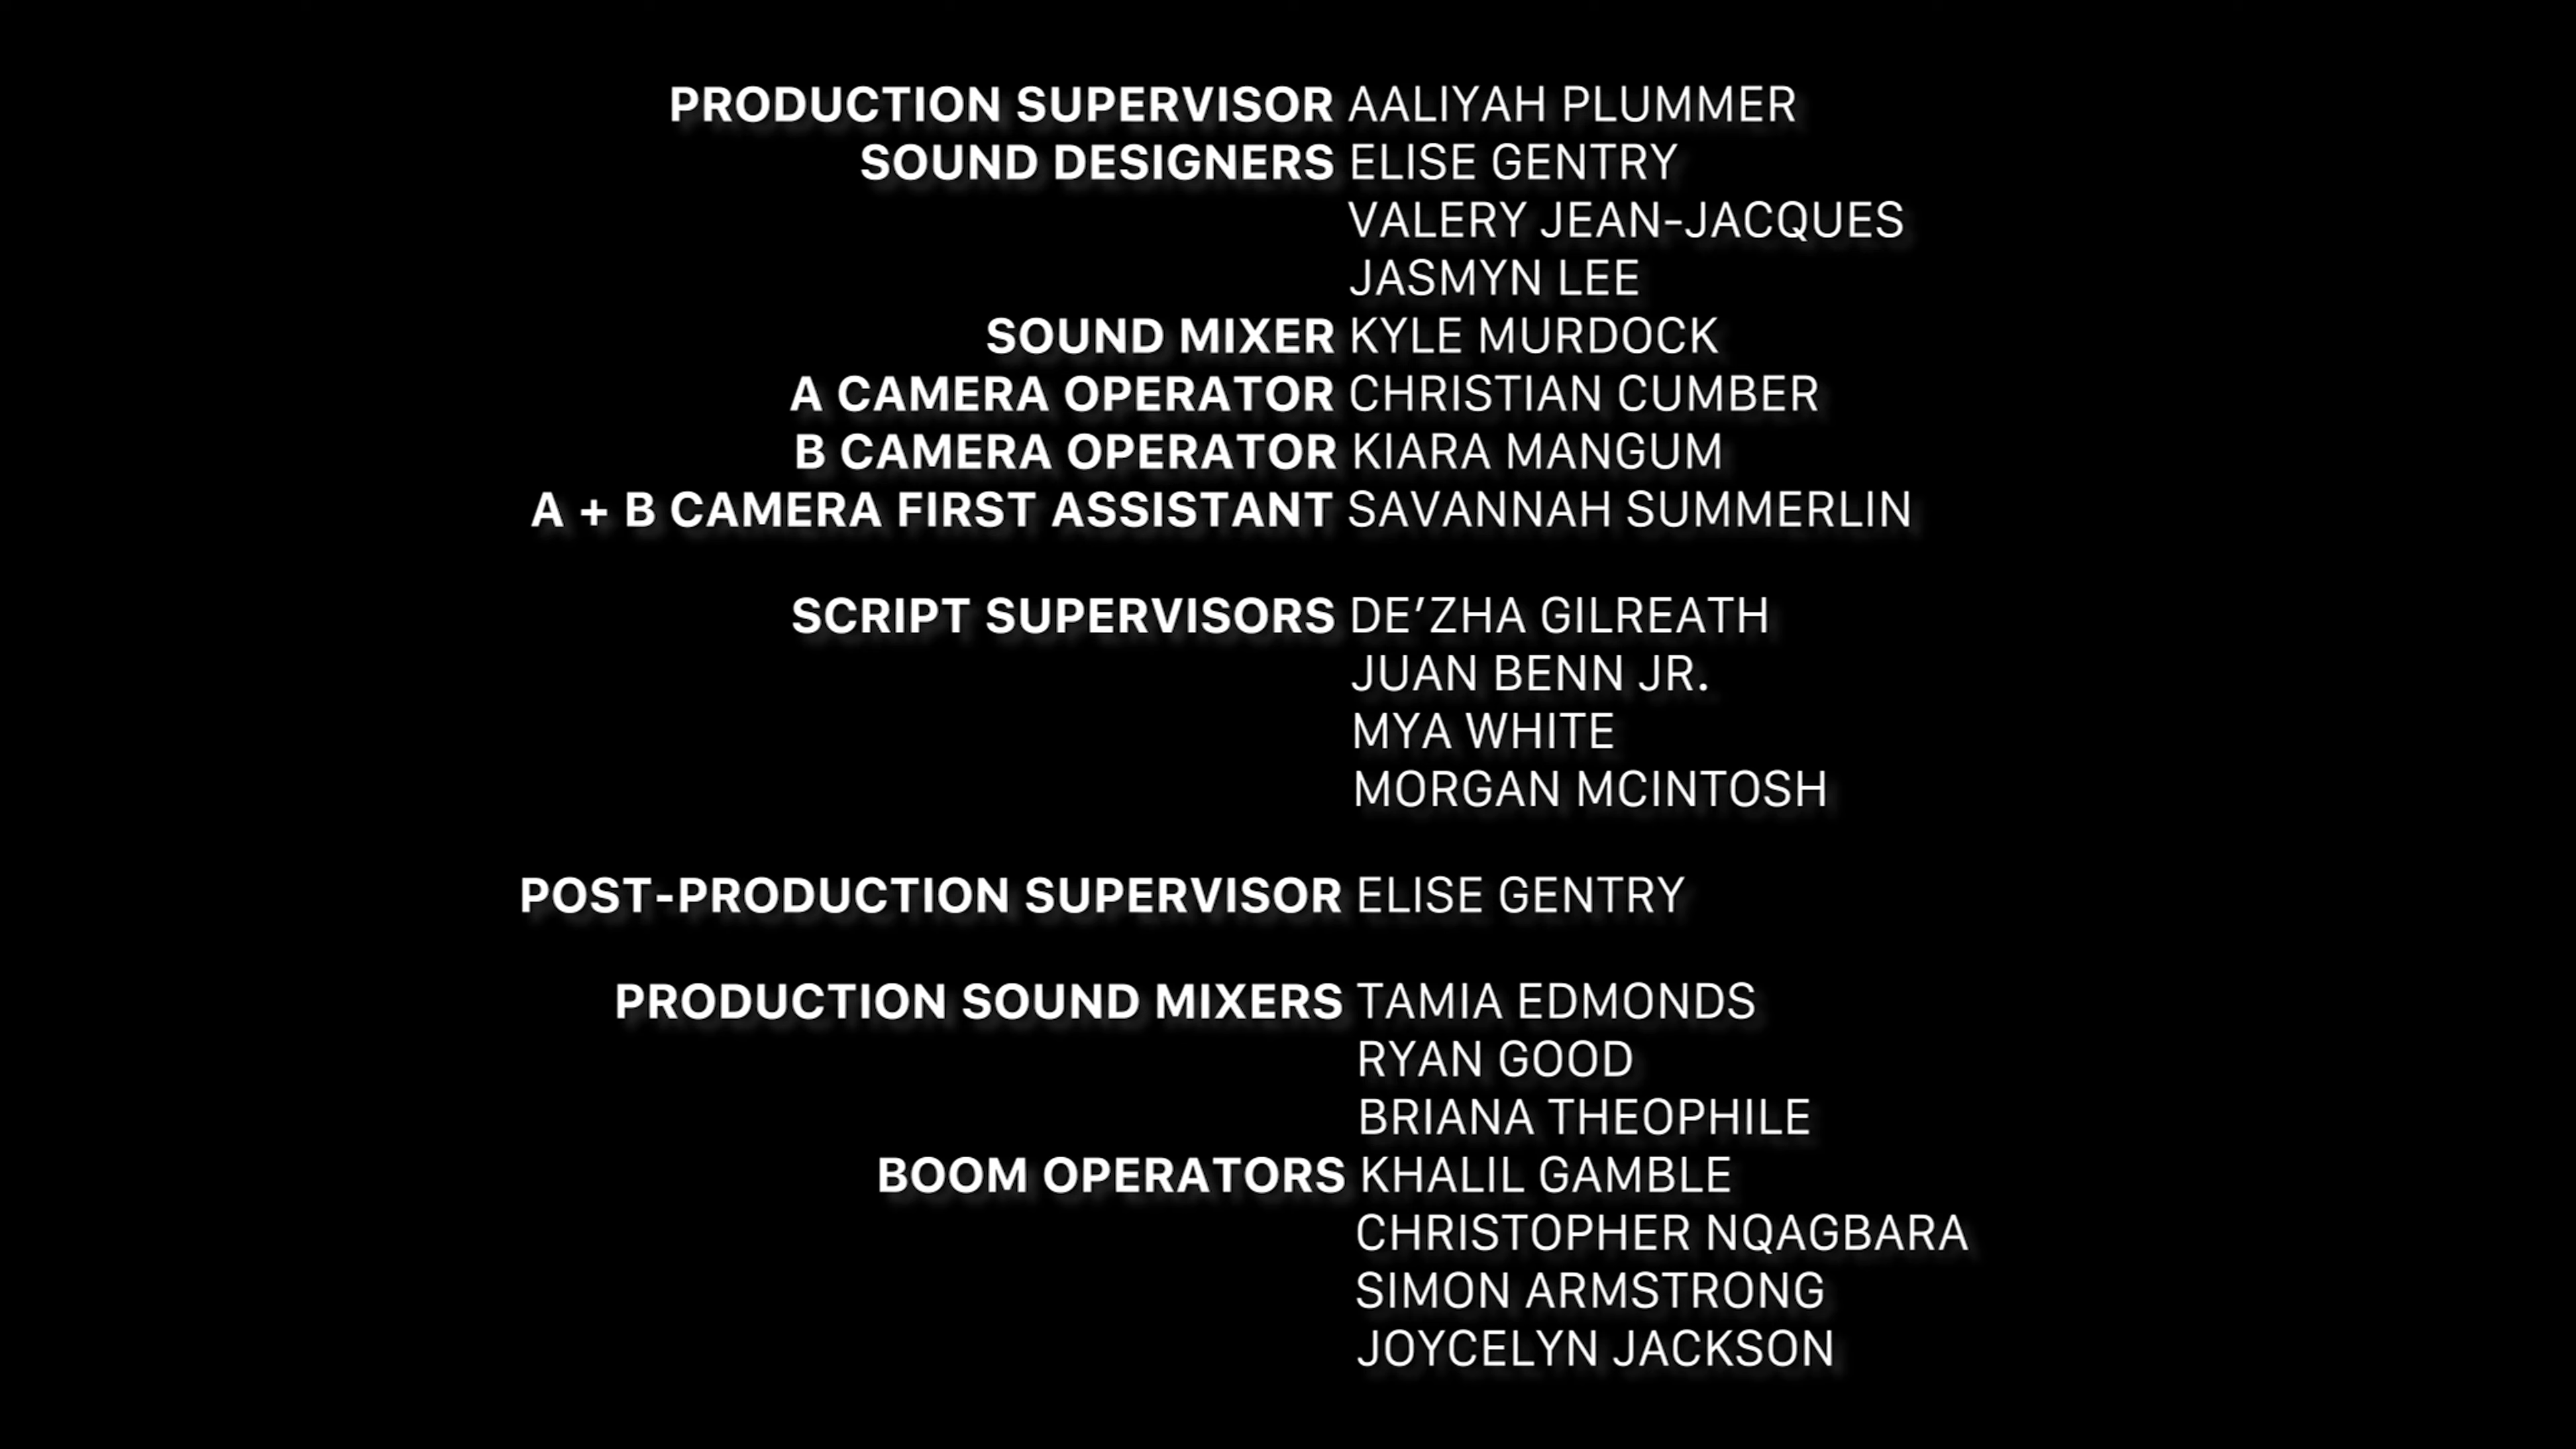 PRODUCTION SUPERVISOR AALIYAH PLUMMER
SOUND DESIGNERS ELISE GENTRY
VALERY JEAN-JACQUES
JASMYN LEE
SOUND MIXER KYLE MURDOCK
A CAMERA OPERATOR CHRISTIAN CUMBER
B CAMERA OPERATOR KIARA MANGUM
A + B CAMERA FIRST ASSISTANT SAVANNAH SUMMERLIN
SCRIPT SUPERVISORS DE’ZHA GILREATH
JUAN BENN JR.
MYA WHITE
MORGAN MCINTOSH
POST-PRODUCTION SUPERVISOR ELISE GENTRY
PRODUCTION SOUND MIXERS TAMIA EDMONDS
RYAN GOOD
BRIANA THEOPHILE
BOOM OPERATORS KHALIL GAMBLE
CHRISTOPHER NQAGBARA
SIMON ARMSTRONG
JOYCELYN JACKSON